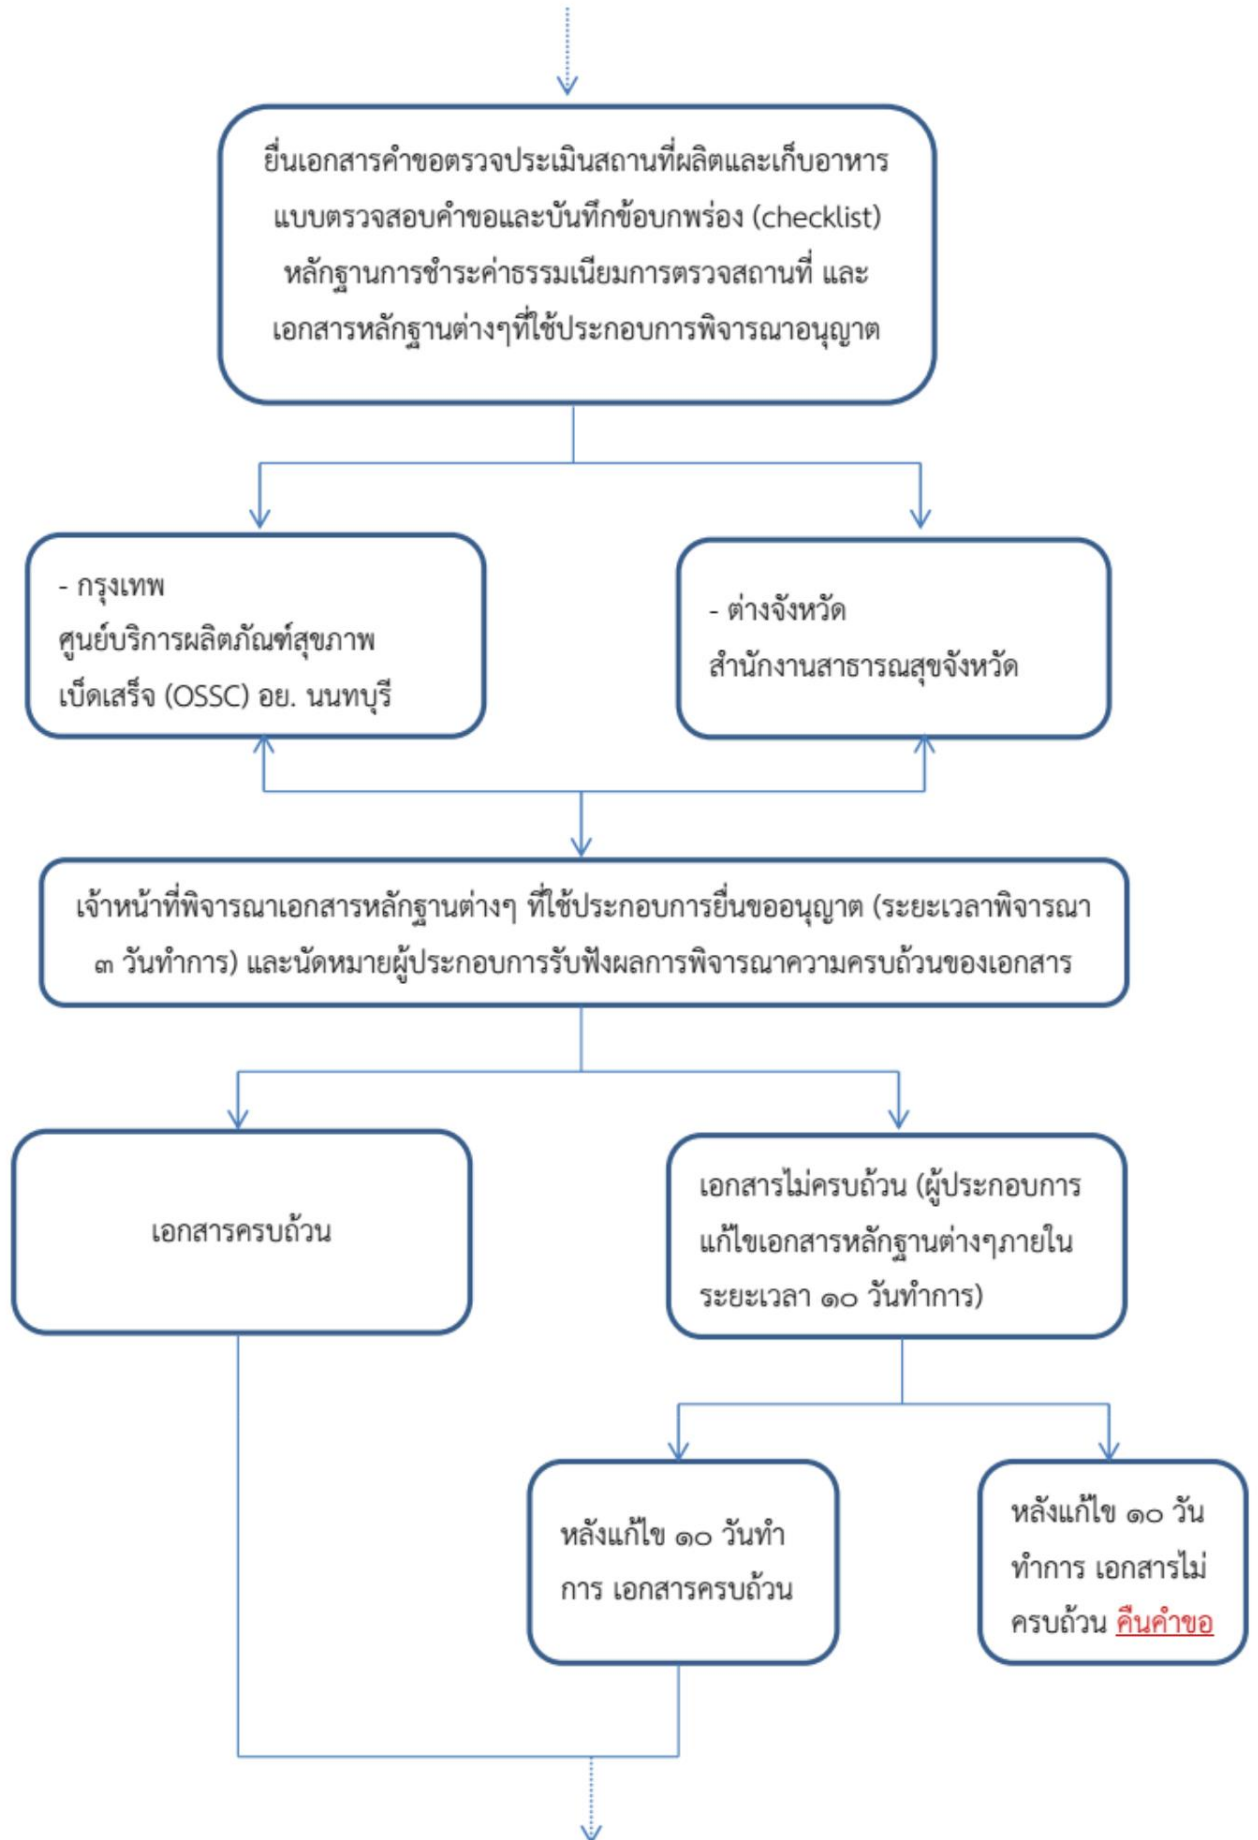 ยื่นเอกสารคำขอตรวจประเมินสถานที่ผลิตและเก็บอาหาร
แบบตรวจสอบคำขอและบันทึกข้อบกพร่อง (checklist)
หลักฐานการชำระค่าธรรมเนียมการตรวจสถานที่ และ
เอกสารหลักฐานต่างๆที่ใช้ประกอบการพิจารณาอนุญาต
- กรุงเทพ
ศูนย์บริการผลิตภัณฑ์สุขภาพ
เบ็ดเสร็จ (OSSC) อย. นนทบุรี
- ต่างจังหวัด
สำนักงานสาธารณสุขจังหวัด
เจ้าหน้าที่พิจารณาเอกสารหลักฐานต่างๆ ที่ใช้ประกอบการยื่นขออนุญาต (ระยะเวลาพิจารณา
๓ วันทำการ) และนัดหมายผู้ประกอบการรับฟังผลการพิจารณาความครบถ้วนของเอกสาร
เอกสารครบถ้วน
เอกสารไม่ครบถ้วน (ผู้ประกอบการ
แก้ไขเอกสารหลักฐานต่างๆภายใน
ระยะเวลา ๑๐ วันทำการ)
หลังแก้ไข ๑๐ วันทำ
การ เอกสารครบถ้วน
หลังแก้ไข ๑๐ วัน
ทำการ เอกสารไม่
ครบถ้วน คืนคำขอ